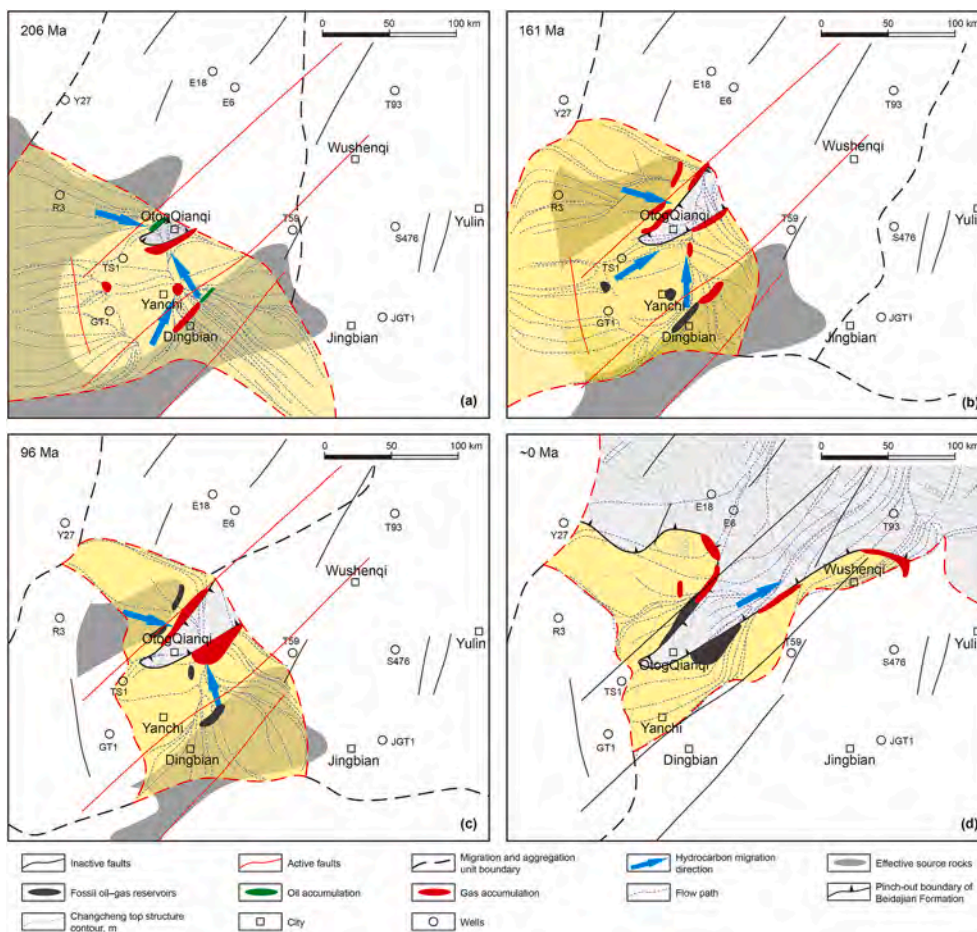 206 Ma
0 50 100 km
E18
E6
Y27
T93
Wushenqi
R3
OtogQianqi
T59
Yulin
S476
TS1
Yanchi
GT1
Dingbian
JGT1
Jingbian
(a)
161 Ma
0 50 100 km
E18
E6
Y27
T93
Wushenqi
R3
OtogQianqi
T59
Yulin
S476
TS1
Yanchi
GT1
Dingbian
JGT1
Jingbian
(b)
96 Ma
0 50 100 km
E18
E6
Y27
T93
Wushenqi
R3
OtogQianqi
T59
Yulin
S476
TS1
Yanchi
GT1
Dingbian
JGT1
Jingbian
(c)
~0 Ma
0 50 100 km
E18
E6
Y27
T93
Wushenqi
R3
OtogQianqi
T59
Yulin
S476
TS1
Yanchi
GT1
Dingbian
JGT1
Jingbian
(d)
Inactive faults
Active faults
Migration and aggregation
unit boundary
Hydrocarbon migration
direction
Effective source rocks
Fossil oil–gas reservoirs
Oil accumulation
Gas accumulation
Flow path
Pinch-out boundary of
Beidajian Formation
Changcheng top structure
contour, m
City
Wells